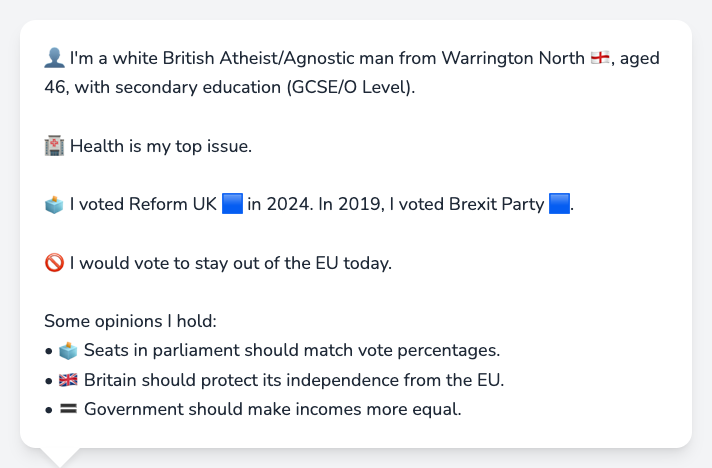 👤 I'm a white British Atheist/Agnostic man from Warrington North 🏴󠁧󠁢󠁥󠁮󠁧󠁿, aged
46, with secondary education (GCSE/O Level).
🏥 Health is my top issue.
🗳️ I voted Reform UK 🟦 in 2024. In 2019, I voted Brexit Party 🟦.
🚫 I would vote to stay out of the EU today.
Some opinions I hold:
• 🗳️ Seats in parliament should match vote percentages.
• 🇬🇧 Britain should protect its independence from the EU.
• 🟰 Government should make incomes more equal.